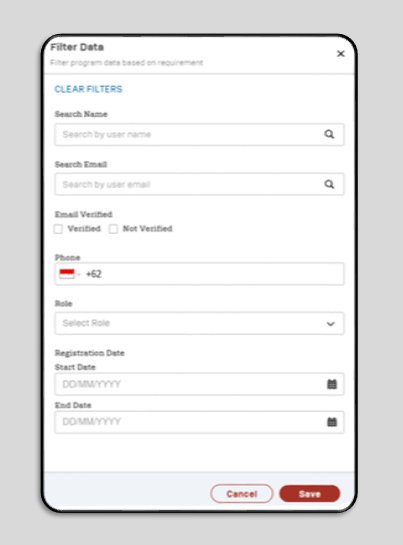 Filter Data
Filter program data based on requirement
CLEAR FILTERS
Search Name
Search by user name
Search Email
Search by user email
Email Verified
Verified Not Verified
Phone
+62
Role
Select Role
Registration Date
Start Date
DD/MM/YYYY
End Date
DD/MM/YYYY
Cancel Save